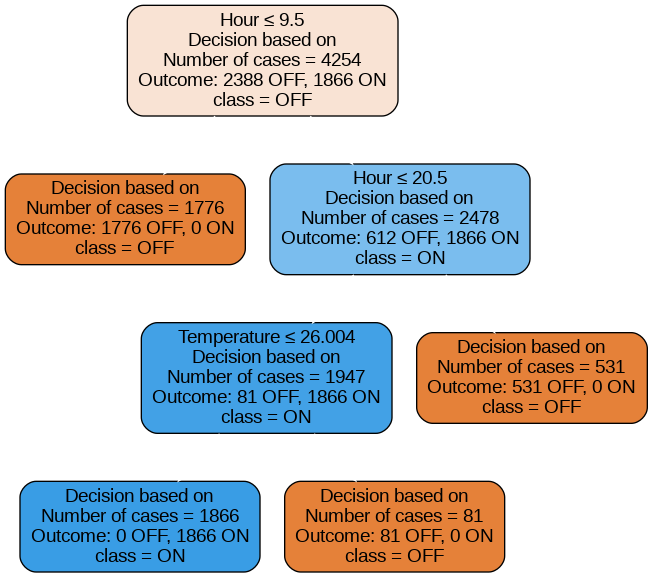 Hour ≤ 9.5
Decision based on
Number of cases = 4254
Outcome: 2388 OFF, 1866 ON
class = OFF
Decision based on
Number of cases = 1776
Outcome: 1776 OFF, 0 ON
class = OFF
Hour ≤ 20.5
Decision based on
Number of cases = 2478
Outcome: 612 OFF, 1866 ON
class = ON
Temperature ≤ 26.004
Decision based on
Number of cases = 1947
Outcome: 81 OFF, 1866 ON
class = ON
Decision based on
Number of cases = 531
Outcome: 531 OFF, 0 ON
class = OFF
Decision based on
Number of cases = 1866
Outcome: 0 OFF, 1866 ON
class = ON
Decision based on
Number of cases = 81
Outcome: 81 OFF, 0 ON
class = OFF